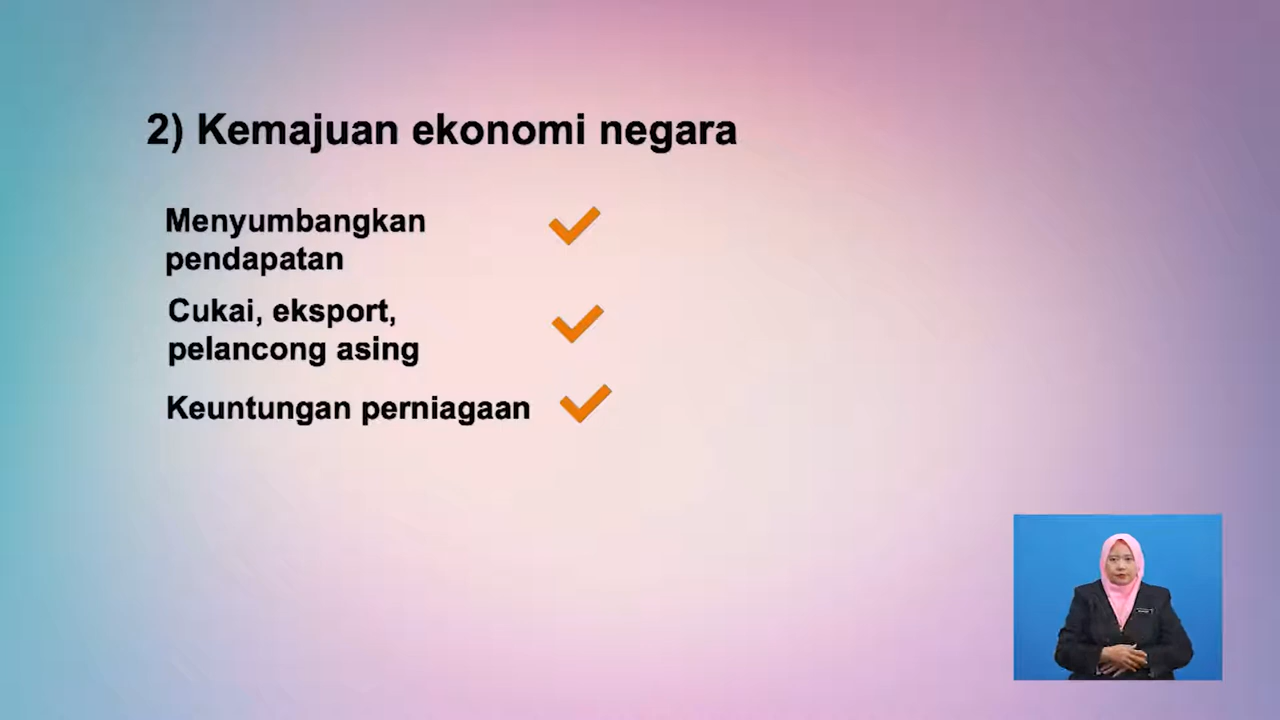 2) Kemajuan ekonomi negara
Menyumbangkan
pendapatan
Cukai, eksport,
pelancong asing
Keuntungan perniagaan